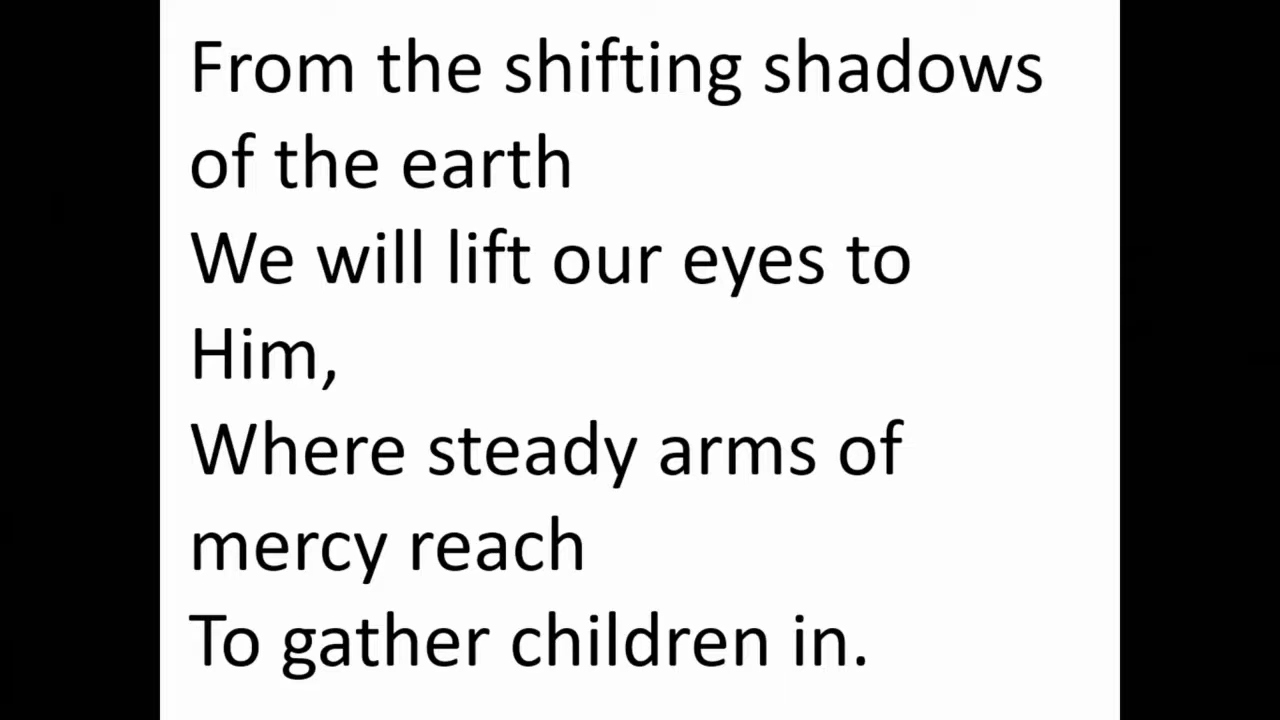 From the shifting shadows
of the earth
We will lift our eyes to
Him,
Where steady arms of
mercy reach
To gather children in.